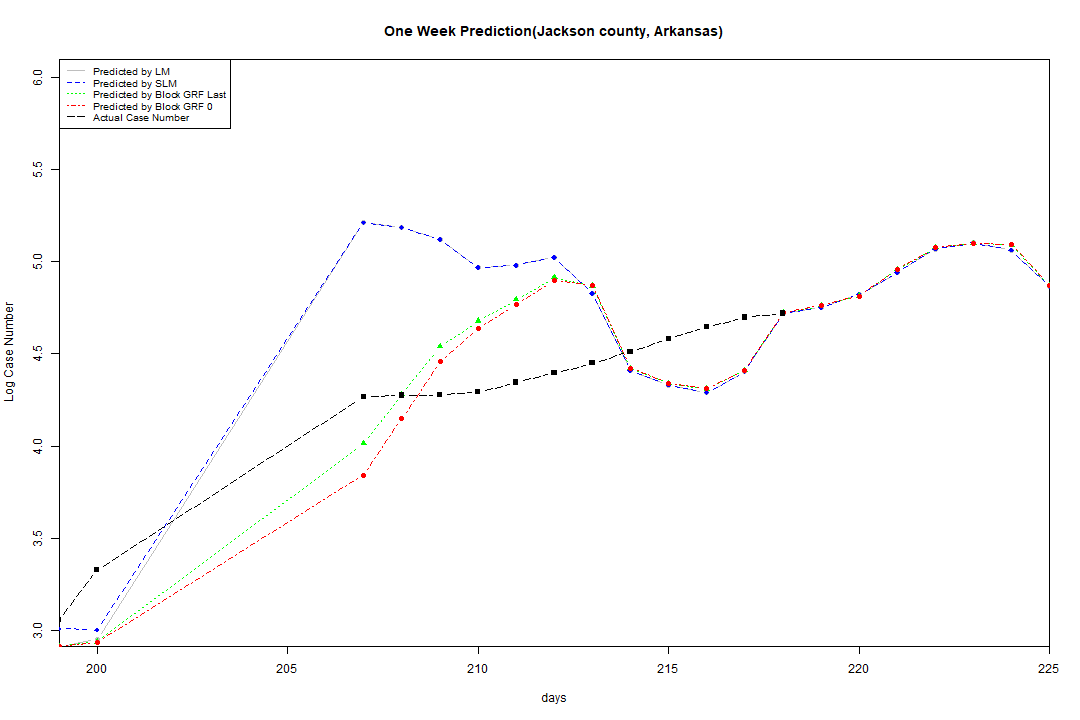 One Week Prediction(Jackson county, Arkansas)
Predicted by LM
Predicted by SLM
Predicted by Block GRF Last
Predicted by Block GRF 0
Actual Case Number
6.0
5.5
5.0
4.5
4.0
3.5
3.0
Log Case Number
200 205 210 215 220 225
days